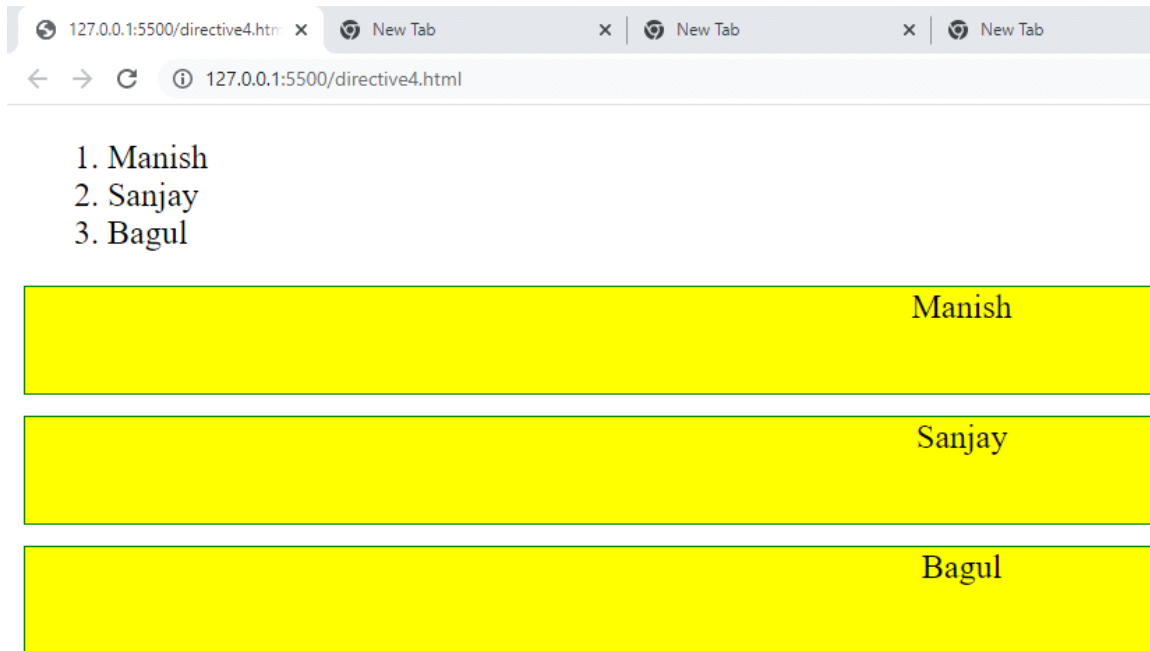 127.0.0.1:5500/directive4.htm
New Tab
New Tab
New Tab
127.0.0.1:5500/directive4.html
1. Manish
2. Sanjay
3. Bagul
Manish
Sanjay
Bagul